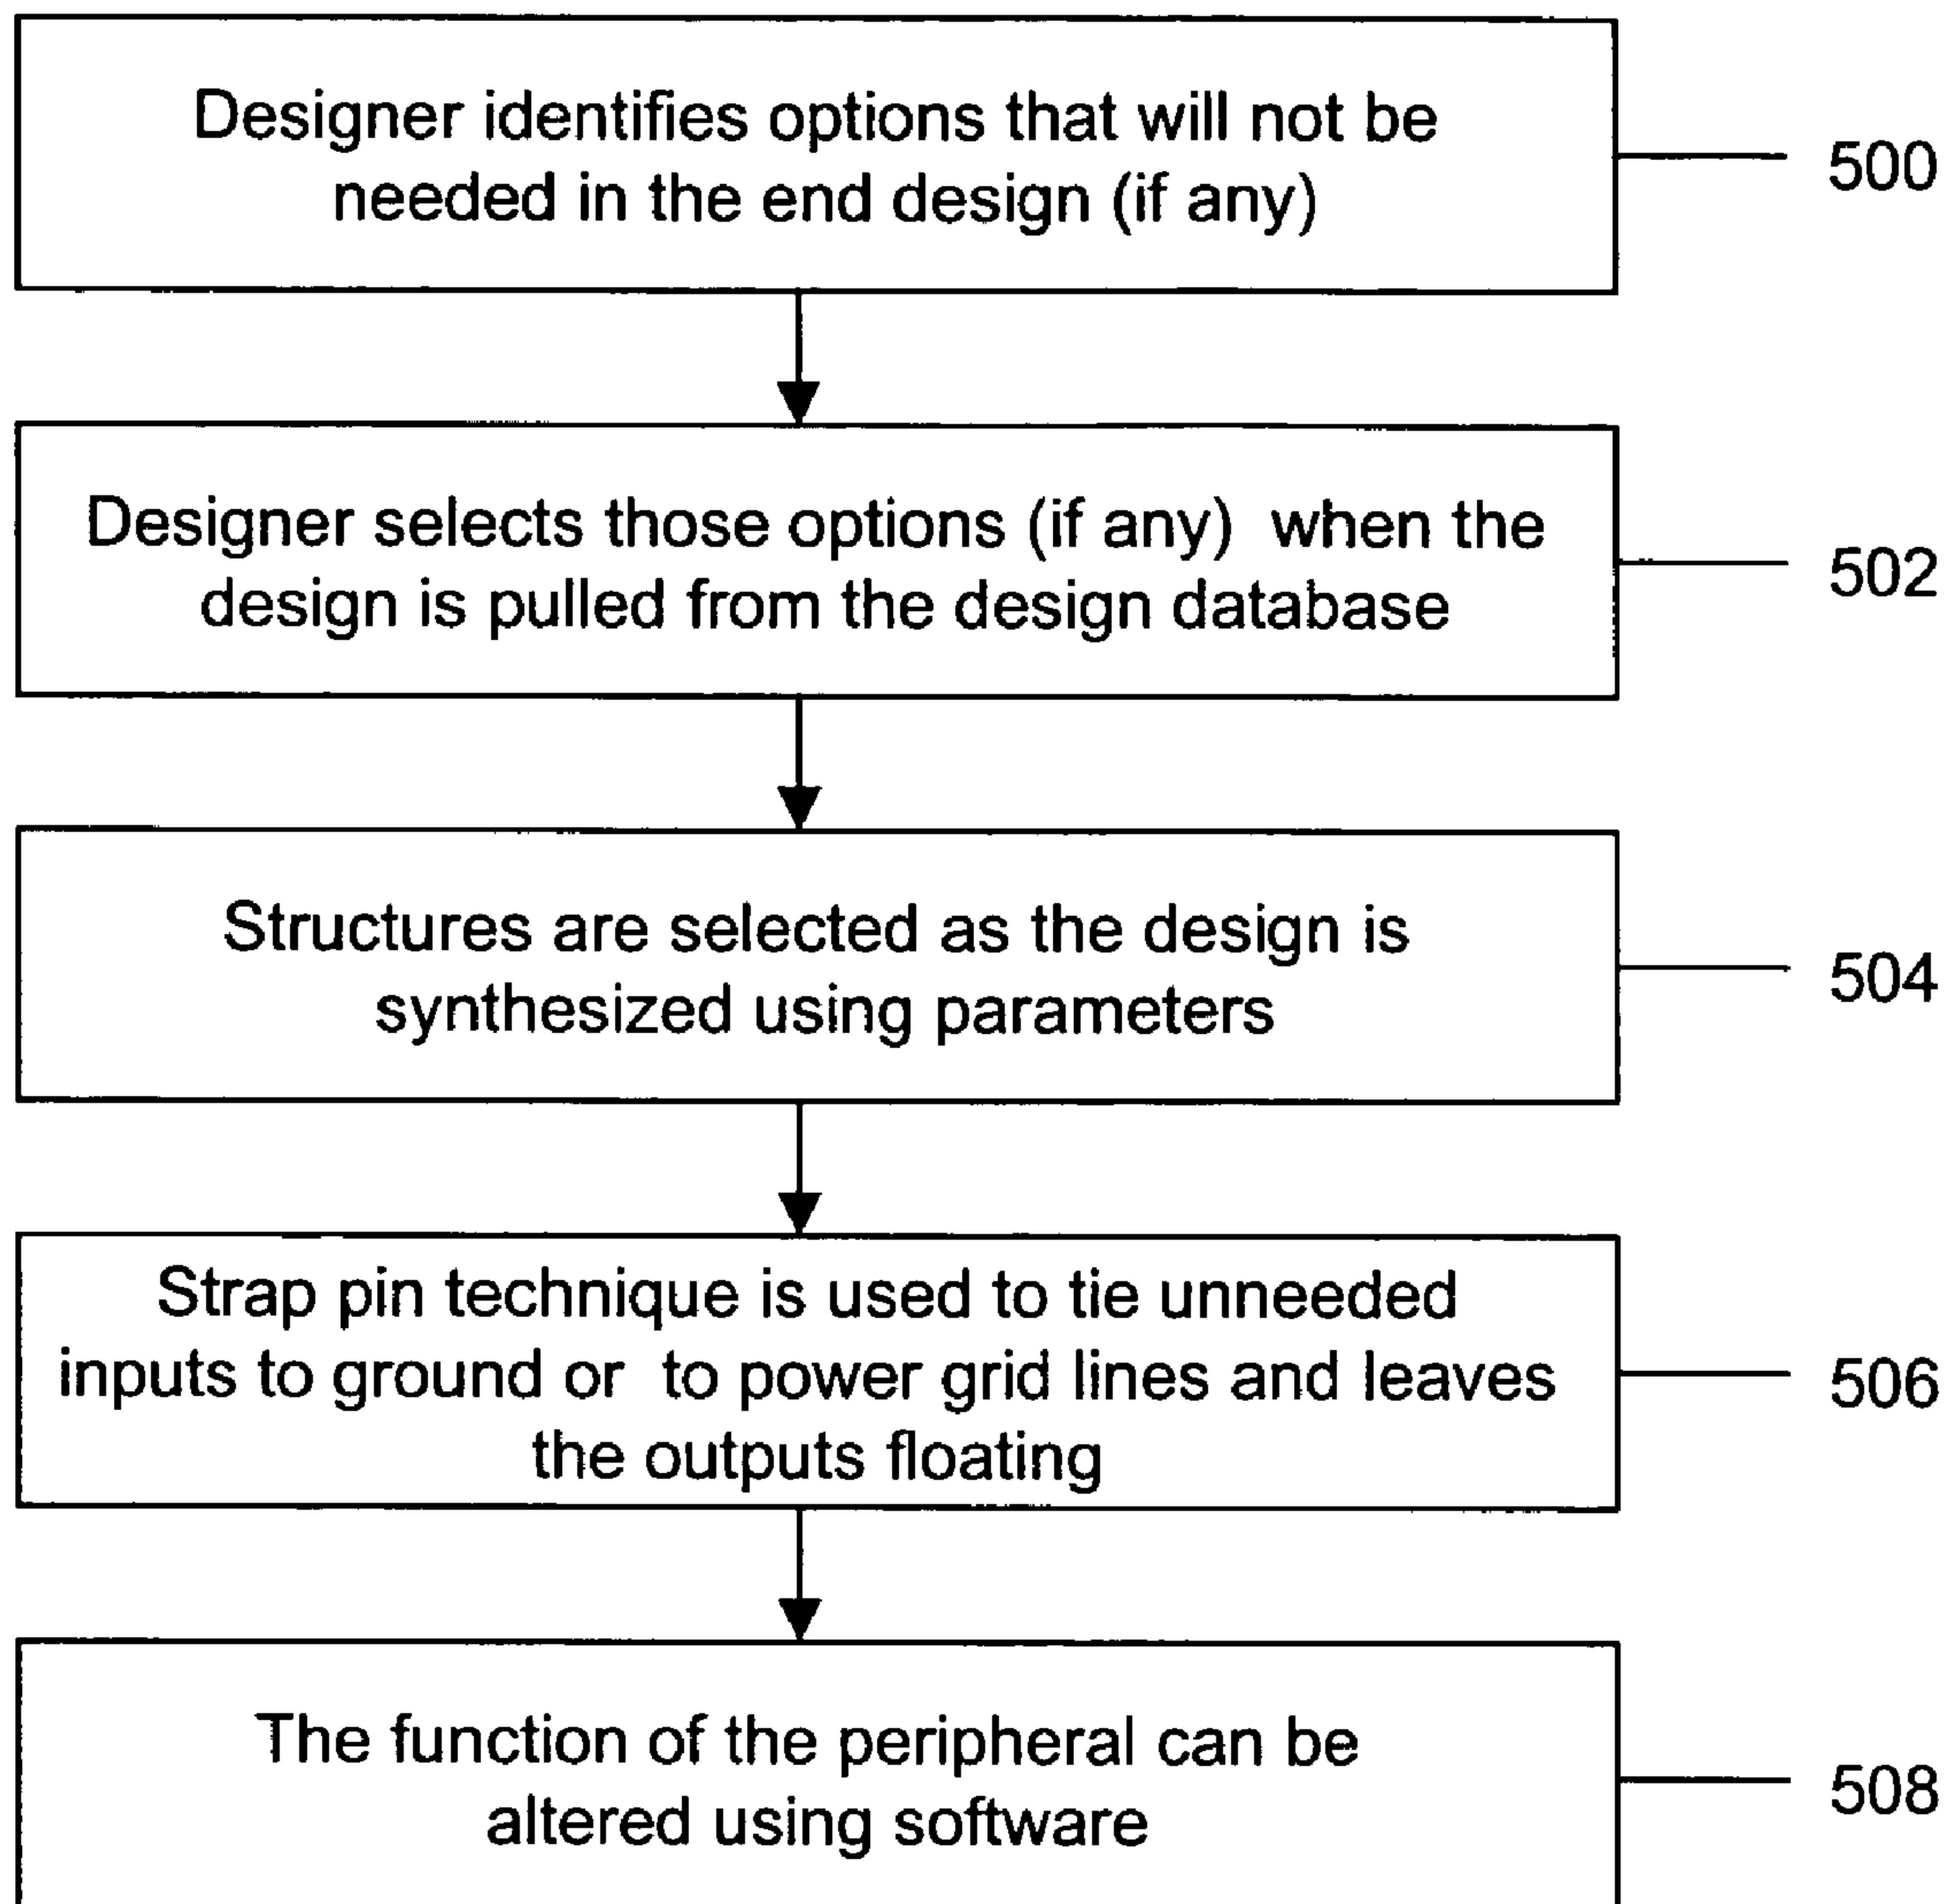 Designer identifies options that will not be
needed in the end design (if any)
500
Designer selects those options (if any) when the
design is pulled from the design database
502
Structures are selected as the design is
synthesized using parameters
504
Strap pin technique is used to tie unneeded
inputs to ground or to power grid lines and leaves
the outputs floating
506
The function of the peripheral can be
altered using software
508